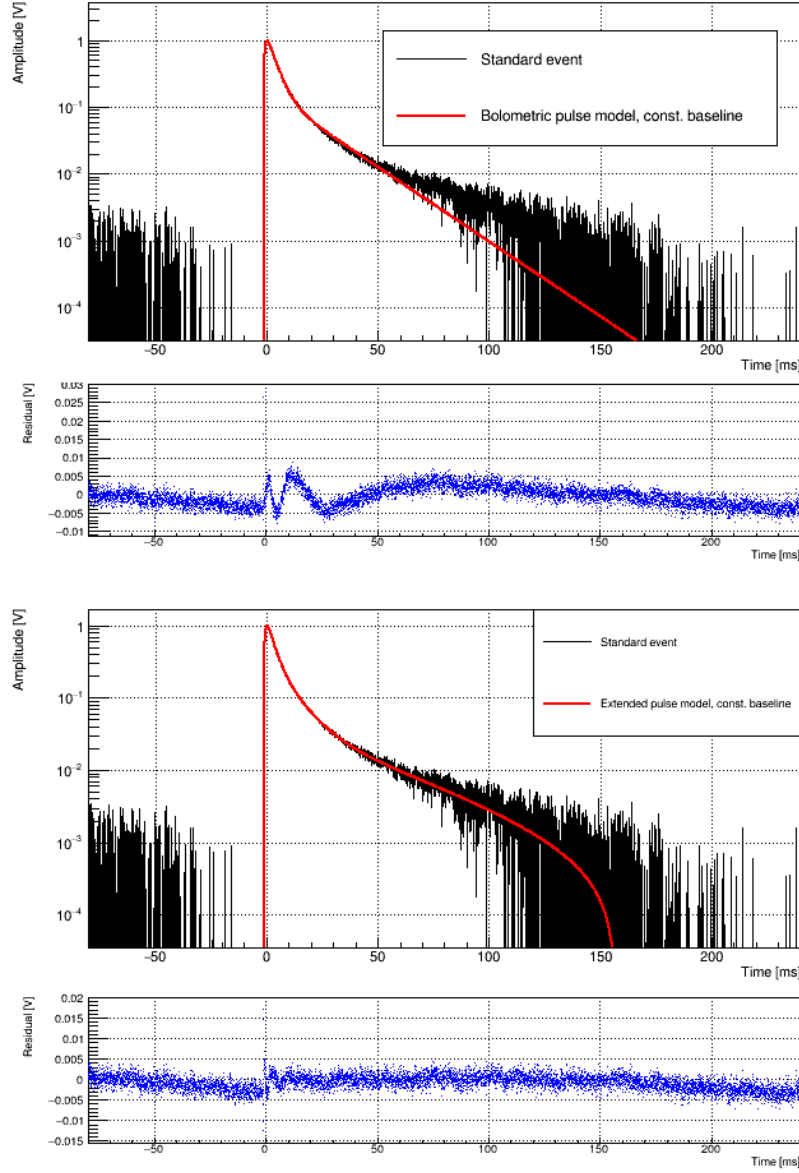 Amplitude [V]
1
10⁻¹
10⁻²
10⁻³
10⁻⁴
Standard event
Bolometric pulse model, const. baseline
−50 0 50 100 150 200
Time [ms]
Residual [V]
0.03
0.025
0.02
0.015
0.01
0.005
0
−0.005
−0.01
−50 0 50 100 150 200
Time [ms]
Amplitude [V]
1
10⁻¹
10⁻²
10⁻³
10⁻⁴
Standard event
Extended pulse model, const. baseline
−50 0 50 100 150 200
Time [ms]
Residual [V]
0.02
0.015
0.01
0.005
0
−0.005
−0.01
−0.015
−50 0 50 100 150 200
Time [ms]